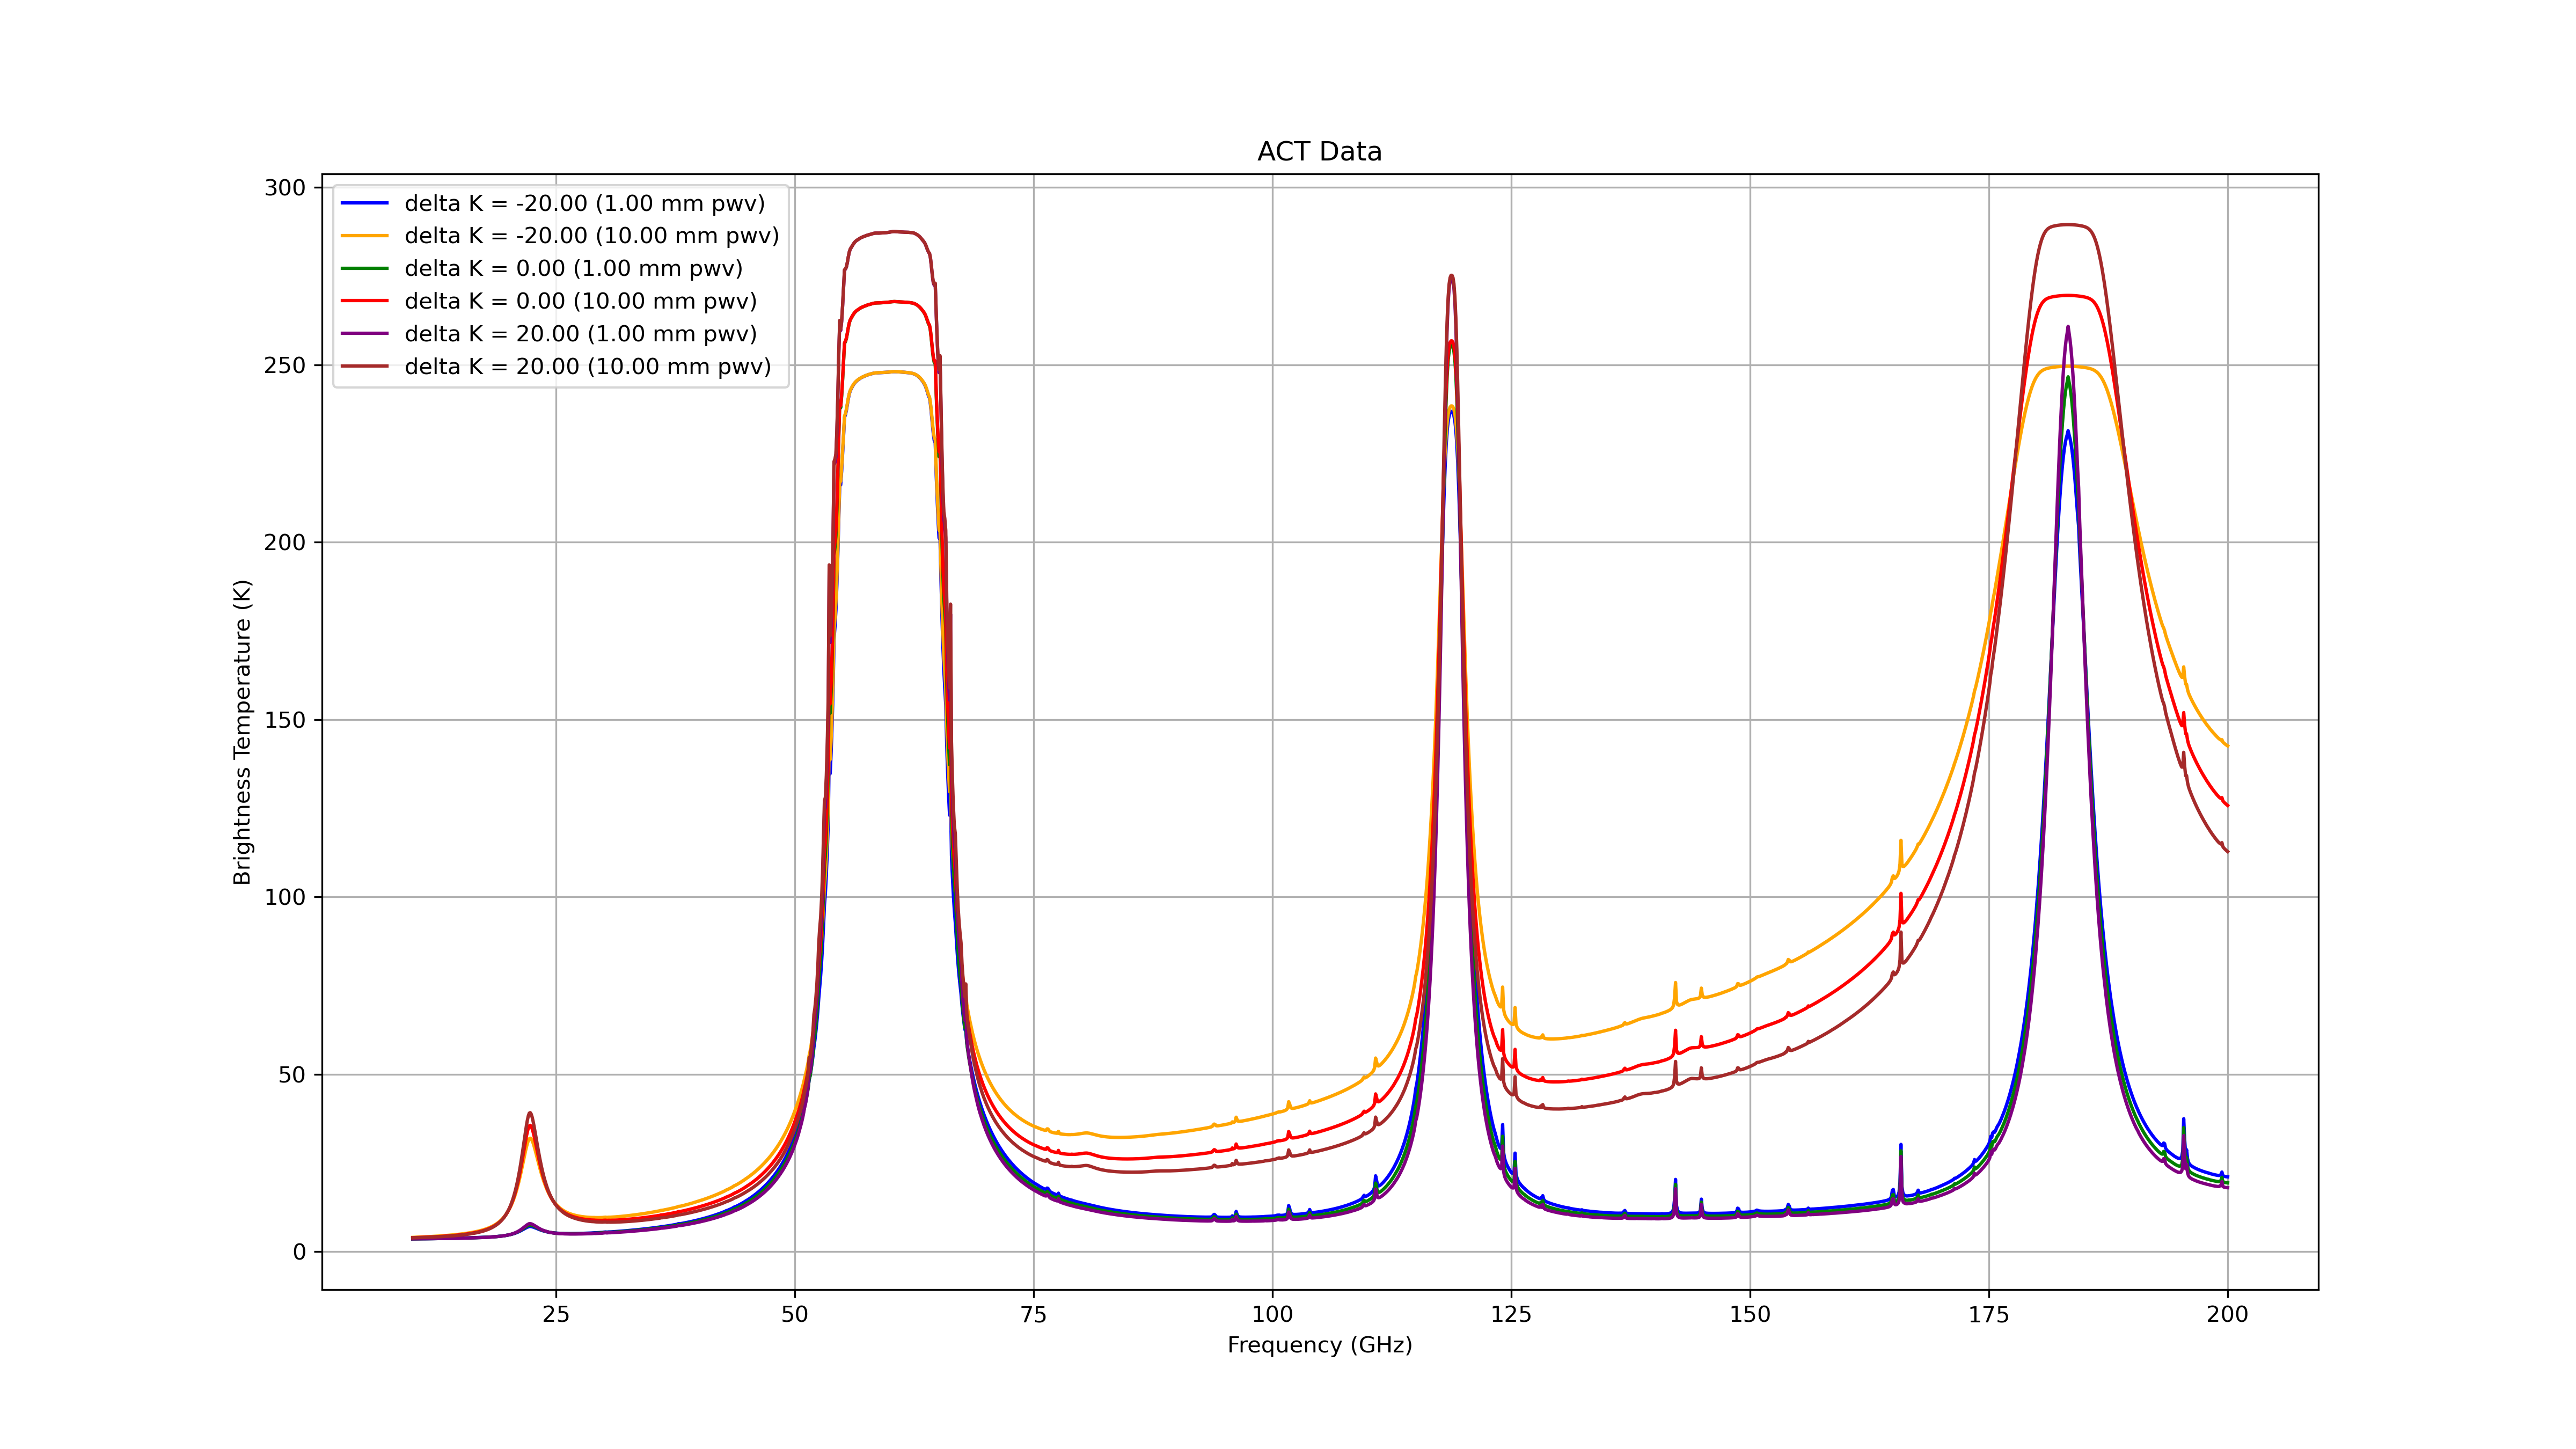 ACT Data
300
250
200
150
100
50
0
Brightness Temperature (K)
delta K = -20.00 (1.00 mm pwv)
delta K = -20.00 (10.00 mm pwv)
delta K = 0.00 (1.00 mm pwv)
delta K = 0.00 (10.00 mm pwv)
delta K = 20.00 (1.00 mm pwv)
delta K = 20.00 (10.00 mm pwv)
25 50 75 100 125 150 175 200
Frequency (GHz)